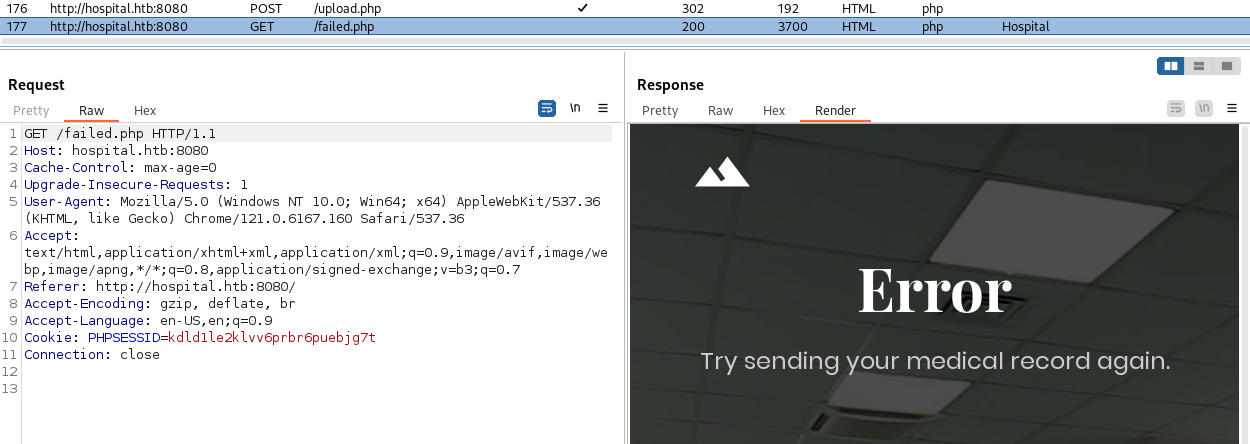 176 http://hospital.htb:8080 POST /upload.php ✓ 302 192 HTML php
177 http://hospital.htb:8080 GET /failed.php 200 3700 HTML php Hospital
Request
Pretty Raw Hex \n
1 GET /failed.php HTTP/1.1
2 Host: hospital.htb:8080
3 Cache-Control: max-age=0
4 Upgrade-Insecure-Requests: 1
5 User-Agent: Mozilla/5.0 (Windows NT 10.0; Win64; x64) AppleWebKit/537.36
(KHTML, like Gecko) Chrome/121.0.6167.160 Safari/537.36
6 Accept:
text/html,application/xhtml+xml,application/xml;q=0.9,image/avif,image/we
bp,image/apng,*/*;q=0.8,application/signed-exchange;v=b3;q=0.7
7 Referer: http://hospital.htb:8080/
8 Accept-Encoding: gzip, deflate, br
9 Accept-Language: en-US,en;q=0.9
10 Cookie: PHPSESSID=kdld1le2klvv6prbr6puebjg7t
11 Connection: close
12
13
Response
Pretty Raw Hex Render \n
Error
Try sending your medical record again.